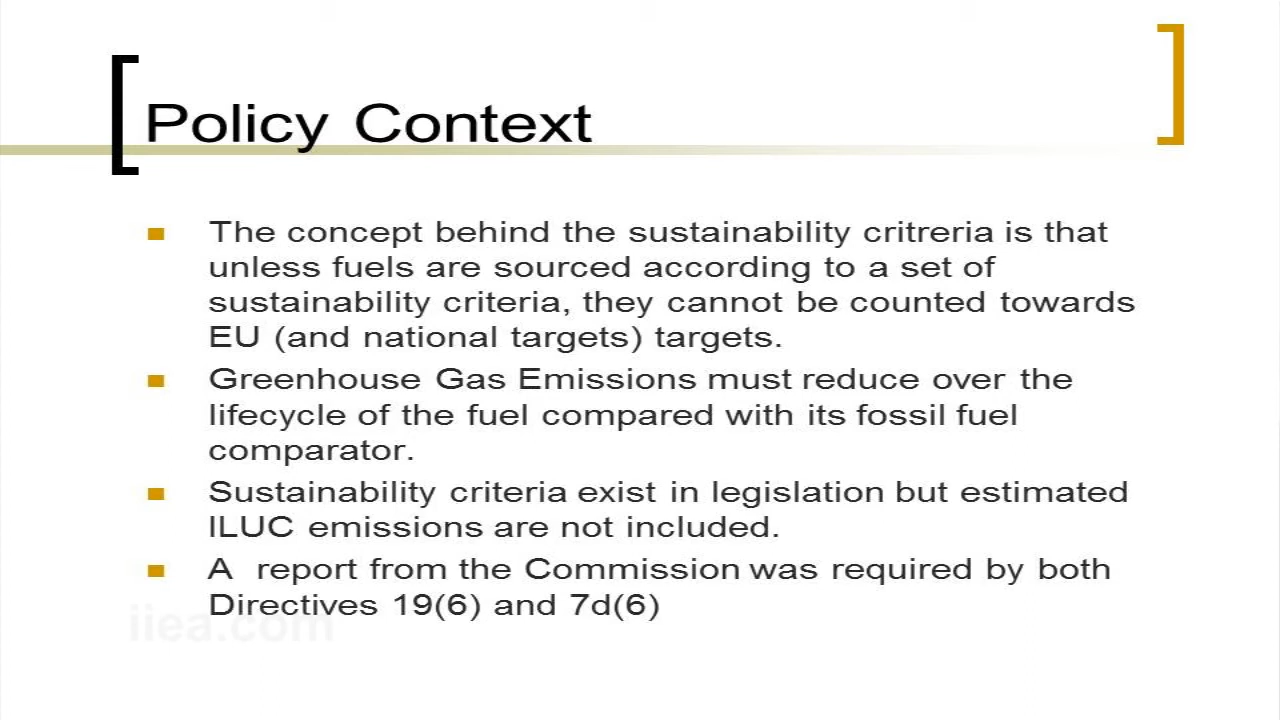 Policy Context
The concept behind the sustainability critreria is that
unless fuels are sourced according to a set of
sustainability criteria, they cannot be counted towards
EU (and national targets) targets.
Greenhouse Gas Emissions must reduce over the
lifecycle of the fuel compared with its fossil fuel
comparator.
Sustainability criteria exist in legislation but estimated
ILUC emissions are not included.
A report from the Commission was required by both
Directives 19(6) and 7d(6)
iiea.com